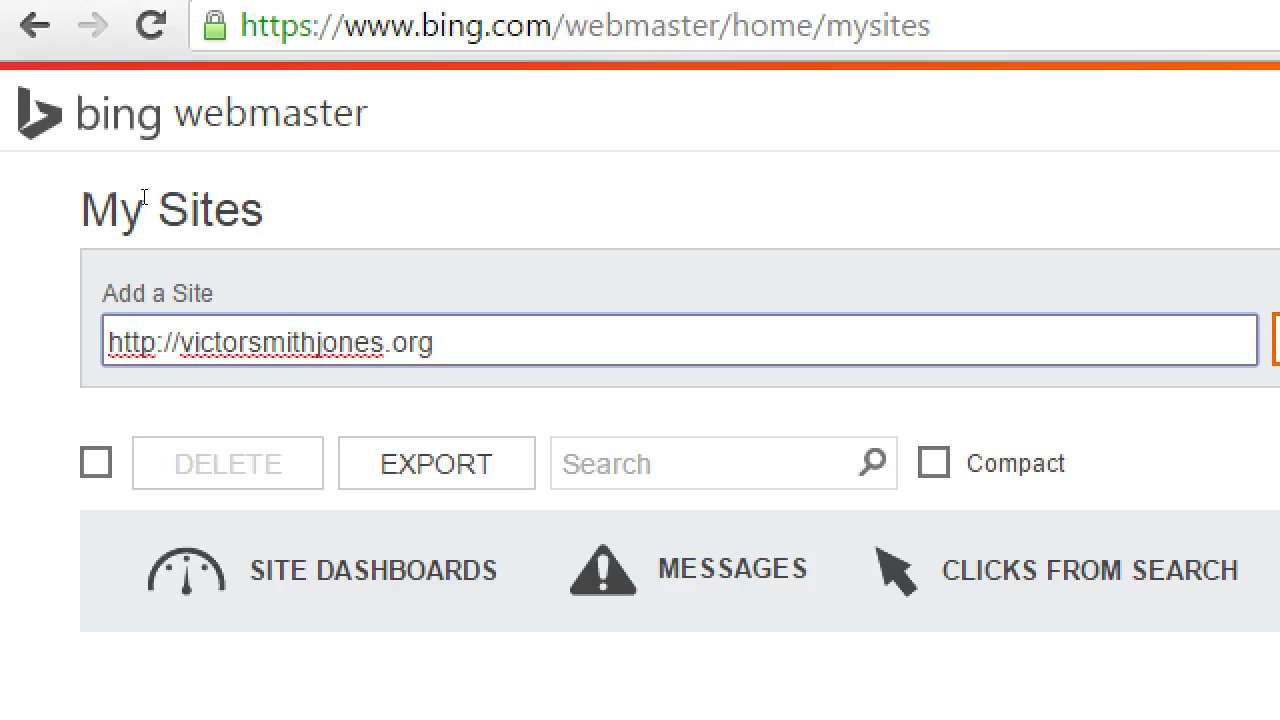 https://www.bing.com/webmaster/home/mysites
bing webmaster
My Sites
Add a Site
http://victorsmithjones.org
DELETE EXPORT Search Compact
SITE DASHBOARDS MESSAGES CLICKS FROM SEARCH